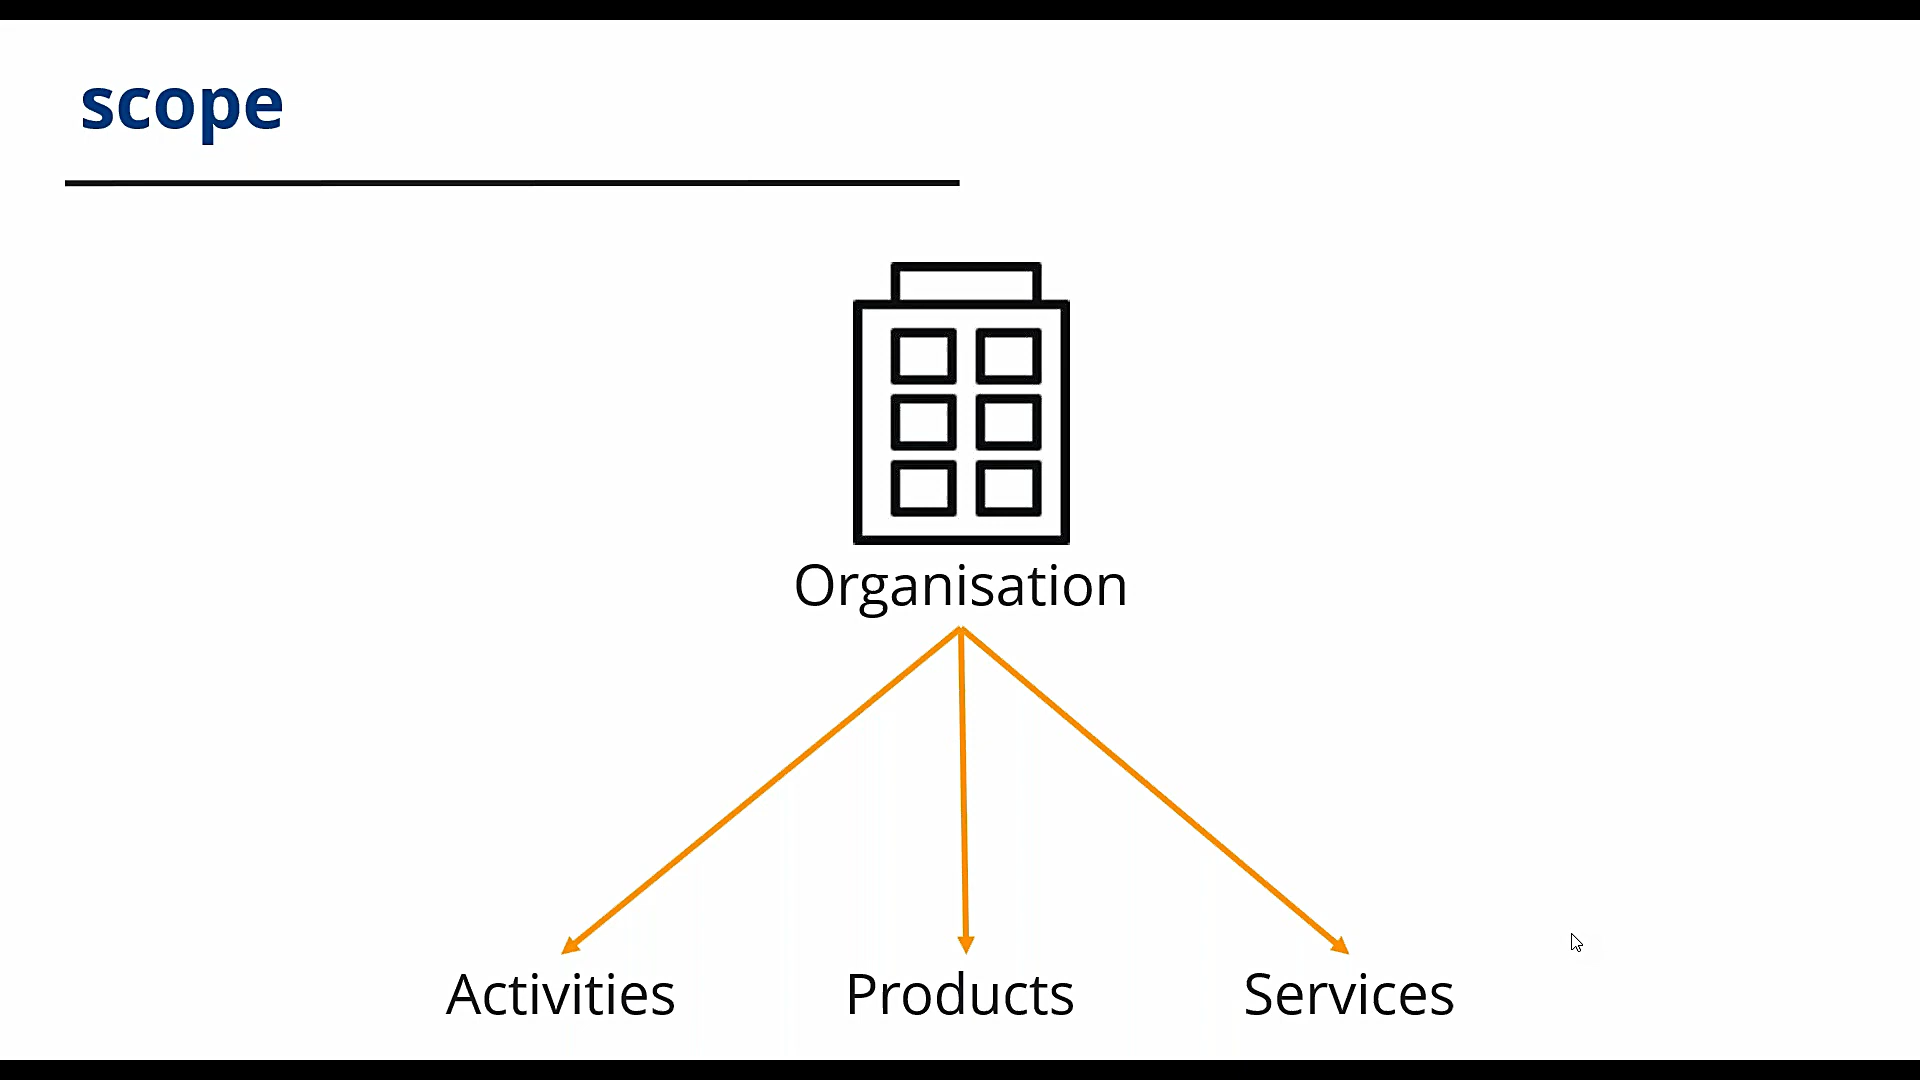 scope
Organisation
Activities
Products
Services